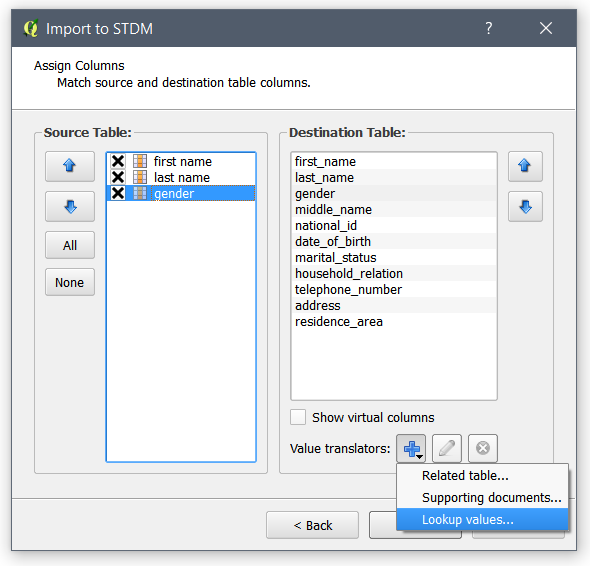 Import to STDM
Assign Columns
Match source and destination table columns.
Source Table:
All
None
first name
last name
gender
Destination Table:
first_name
last_name
gender
middle_name
national_id
date_of_birth
marital_status
household_relation
telephone_number
address
residence_area
Show virtual columns
Value translators:
Related table...
Supporting documents...
Lookup values...
< Back